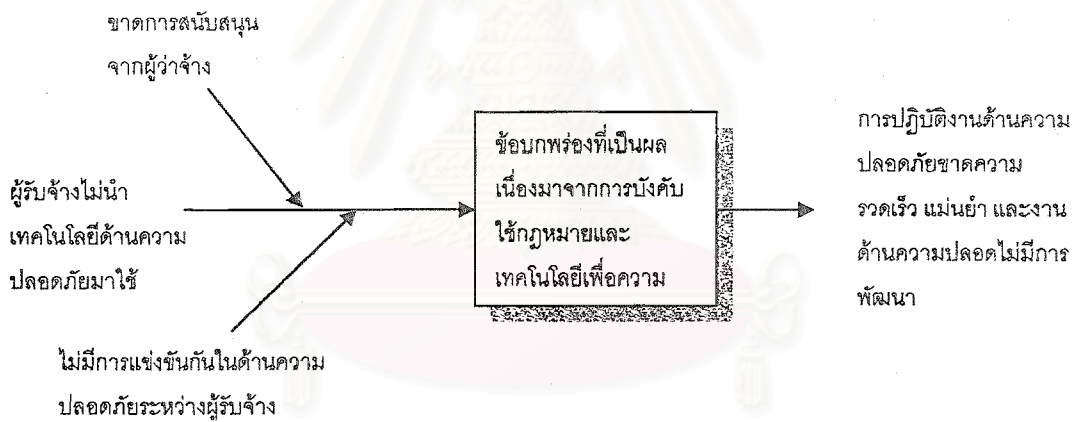 ขาดการสนับสนุน
จากผู้ว่าจ้าง
ผู้รับจ้างไม่นำ
เทคโนโลยีด้านความ
ปลอดภัยมาใช้
ไม่มีการแข่งขันกันในด้านความ
ปลอดภัยระหว่างผู้รับจ้าง
ข้อบกพร่องที่เป็นผล
เนื่องมาจากการบังคับ
ใช้กฎหมายและ
เทคโนโลยีเพื่อความ
การปฏิบัติงานด้านความ
ปลอดภัยขาดความ
รวดเร็ว แม่นยำ และงาน
ด้านความปลอดไม่มีการ
พัฒนา